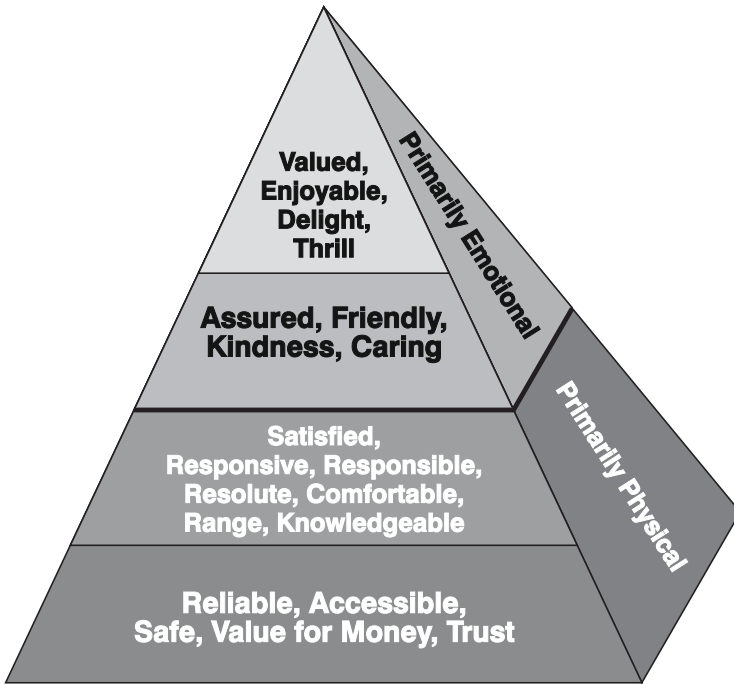 Valued,
Enjoyable,
Delight,
Thrill
Primarily Emotional
Assured, Friendly,
Kindness, Caring
Satisfied,
Responsive, Responsible,
Resolute, Comfortable,
Range, Knowledgeable
Primarily Physical
Reliable, Accessible,
Safe, Value for Money, Trust